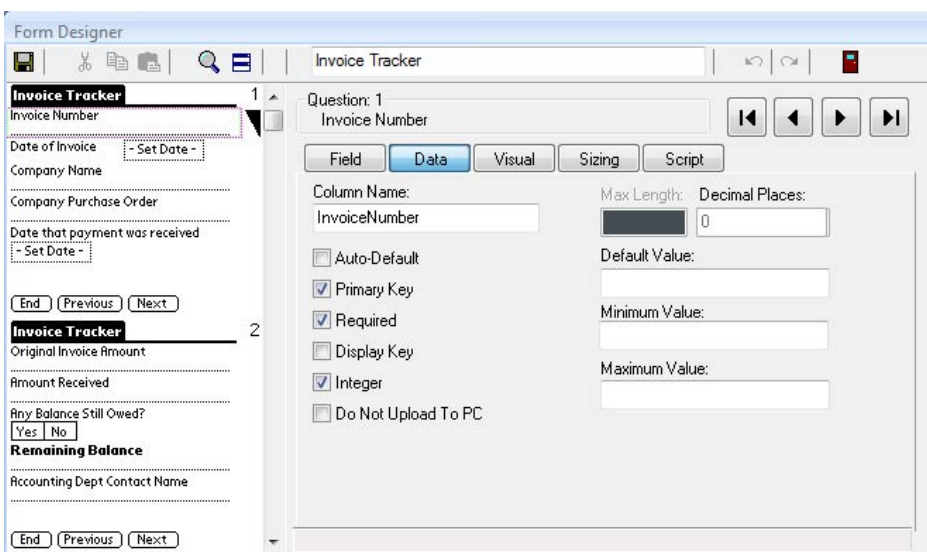 Form Designer
Invoice Tracker
Invoice Tracker 1
Invoice Number
Date of Invoice - Set Date -
Company Name
Company Purchase Order
Date that payment was received
- Set Date -
End Previous Next
Invoice Tracker 2
Original Invoice Amount
Amount Received
Any Balance Still Owed?
Yes No
Remaining Balance
Accounting Dept Contact Name
End Previous Next
Question: 1
Invoice Number
Field Data Visual Sizing Script
Column Name:
InvoiceNumber
Auto-Default
Primary Key
Required
Display Key
Integer
Do Not Upload To PC
Max Length: Decimal Places:
0
Default Value:
Minimum Value:
Maximum Value: